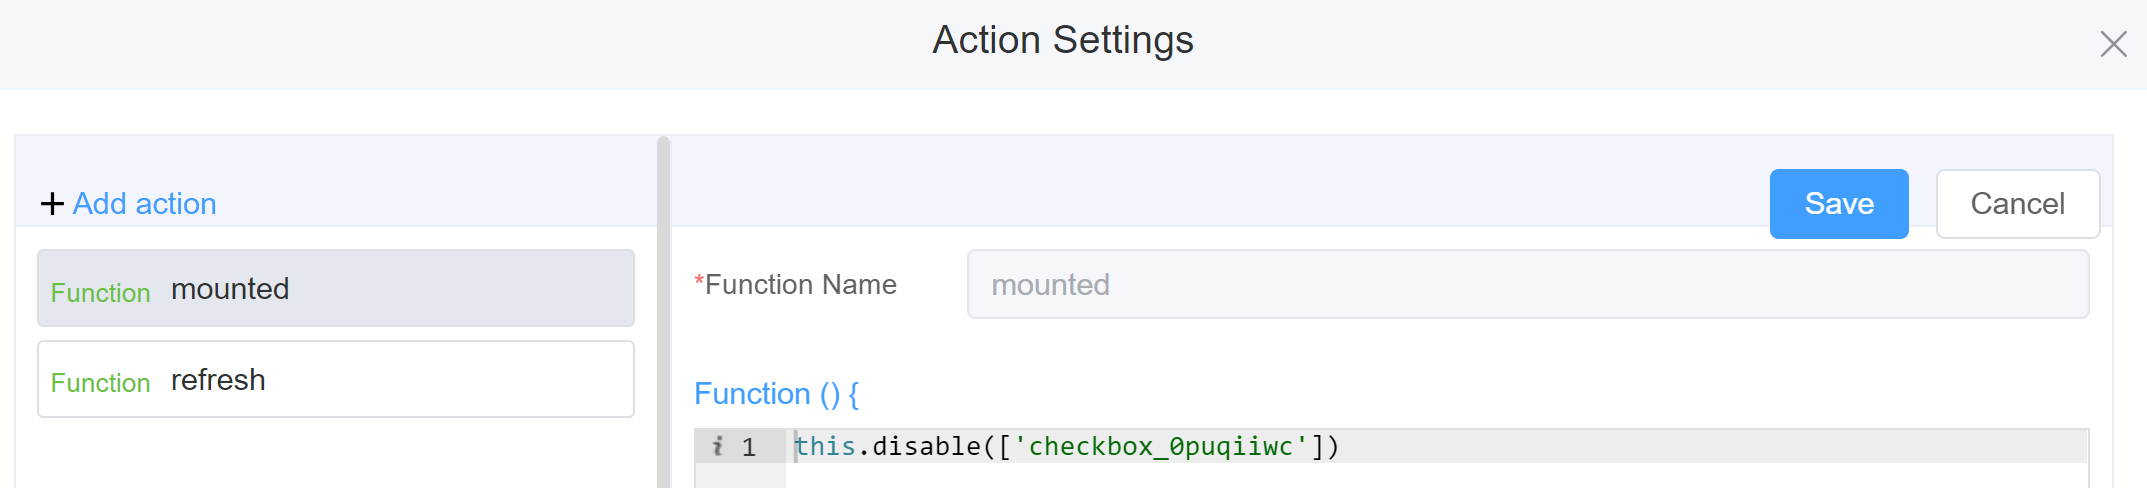 Action Settings
+ Add action
Save
Cancel
Function mounted
Function refresh
*Function Name
mounted
Function () {
i 1 this.disable(['checkbox_0puqiiwc'])